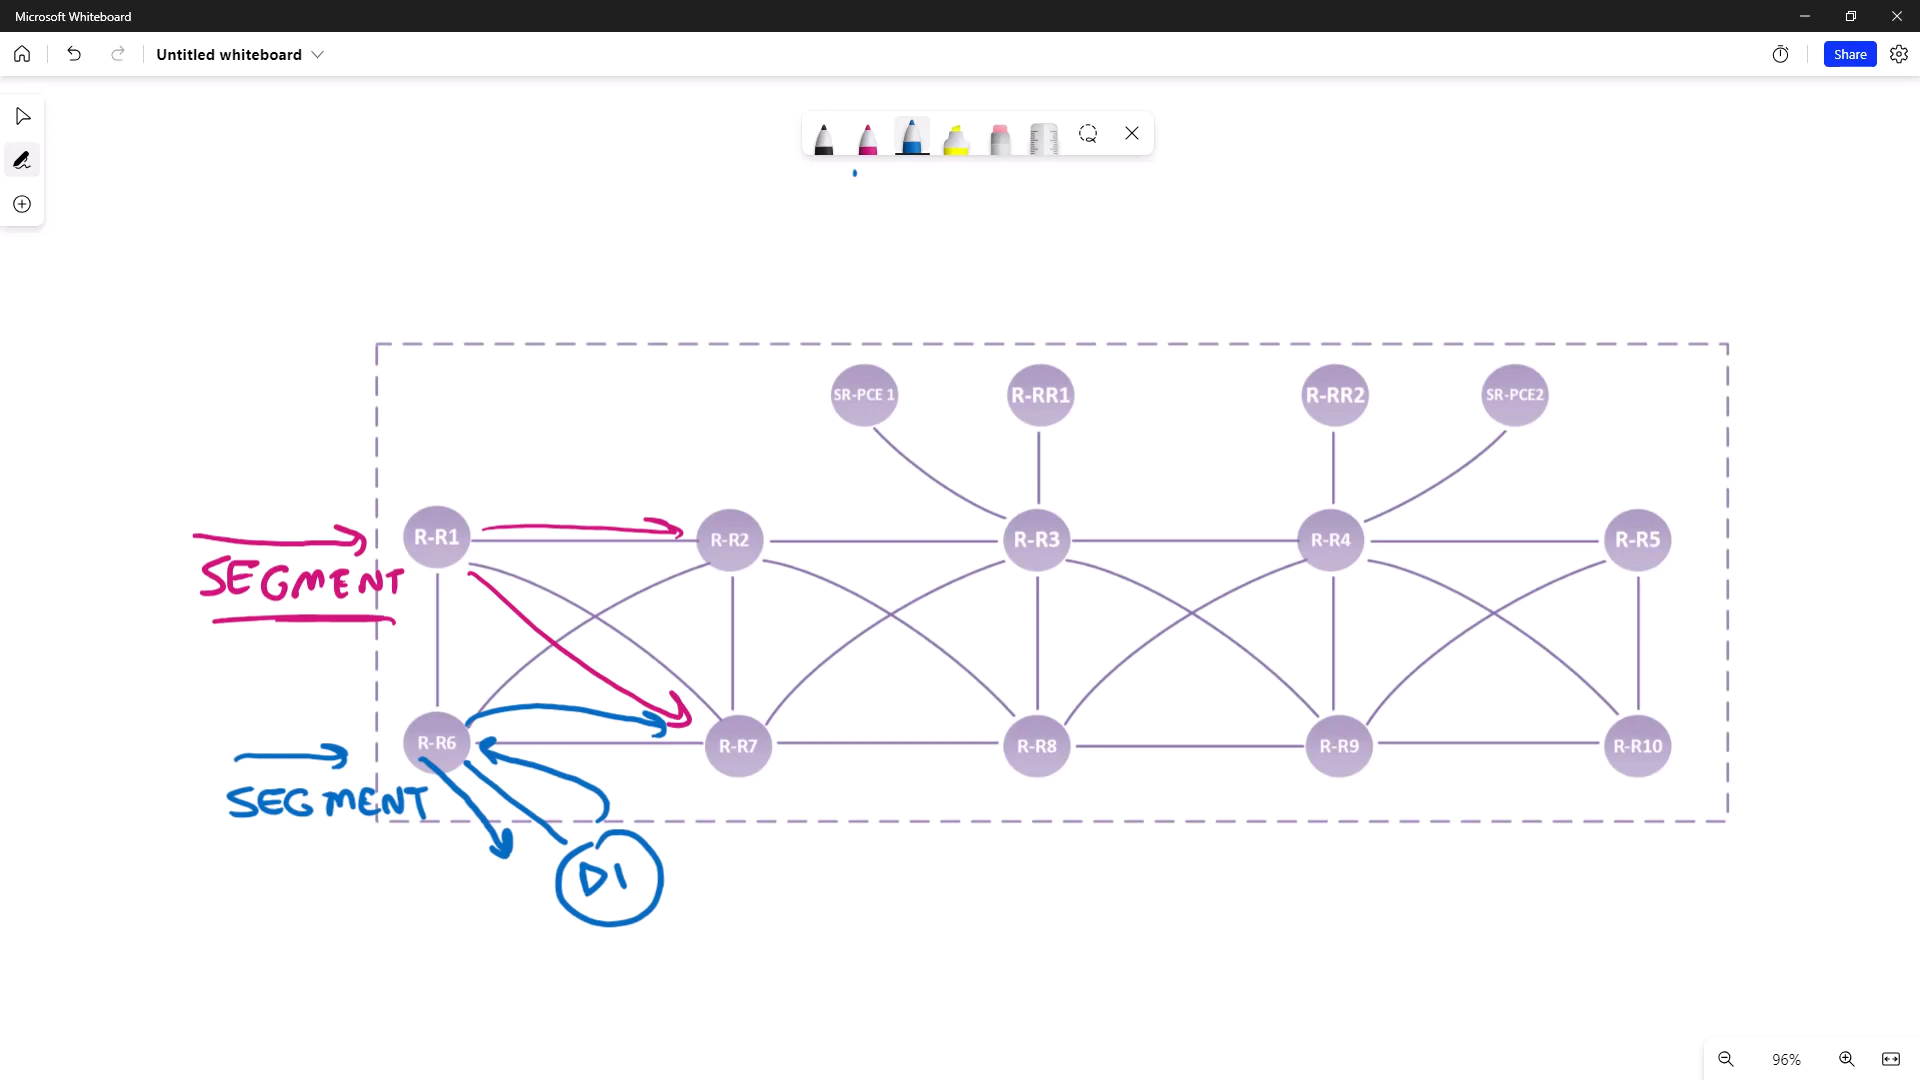 Microsoft Whiteboard
Untitled whiteboard
Share
SR-PCE 1
R-RR1
R-RR2
SR-PCE2
R-R1
R-R2
R-R3
R-R4
R-R5
SEGMENT
R-R6
R-R7
R-R8
R-R9
R-R10
SEGMENT
D1
96%